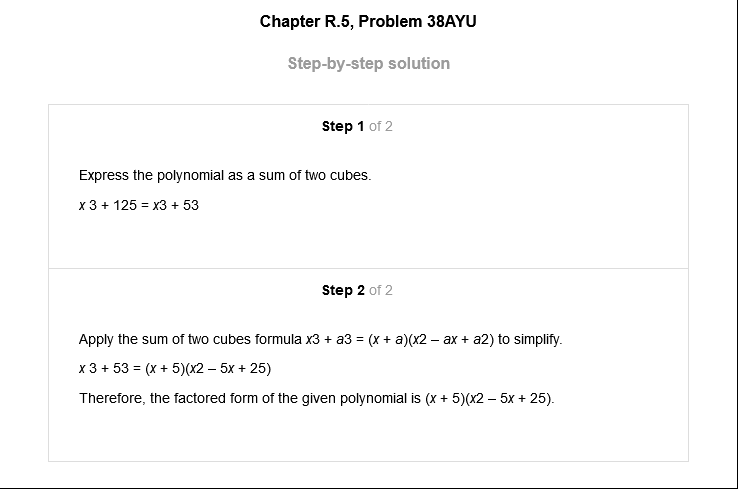 Chapter R.5, Problem 38AYU
Step-by-step solution
Step 1 of 2
Express the polynomial as a sum of two cubes.
x 3 + 125 = x3 + 53
Step 2 of 2
Apply the sum of two cubes formula x3 + a3 = (x + a)(x2 – ax + a2) to simplify.
x 3 + 53 = (x + 5)(x2 – 5x + 25)
Therefore, the factored form of the given polynomial is (x + 5)(x2 – 5x + 25).